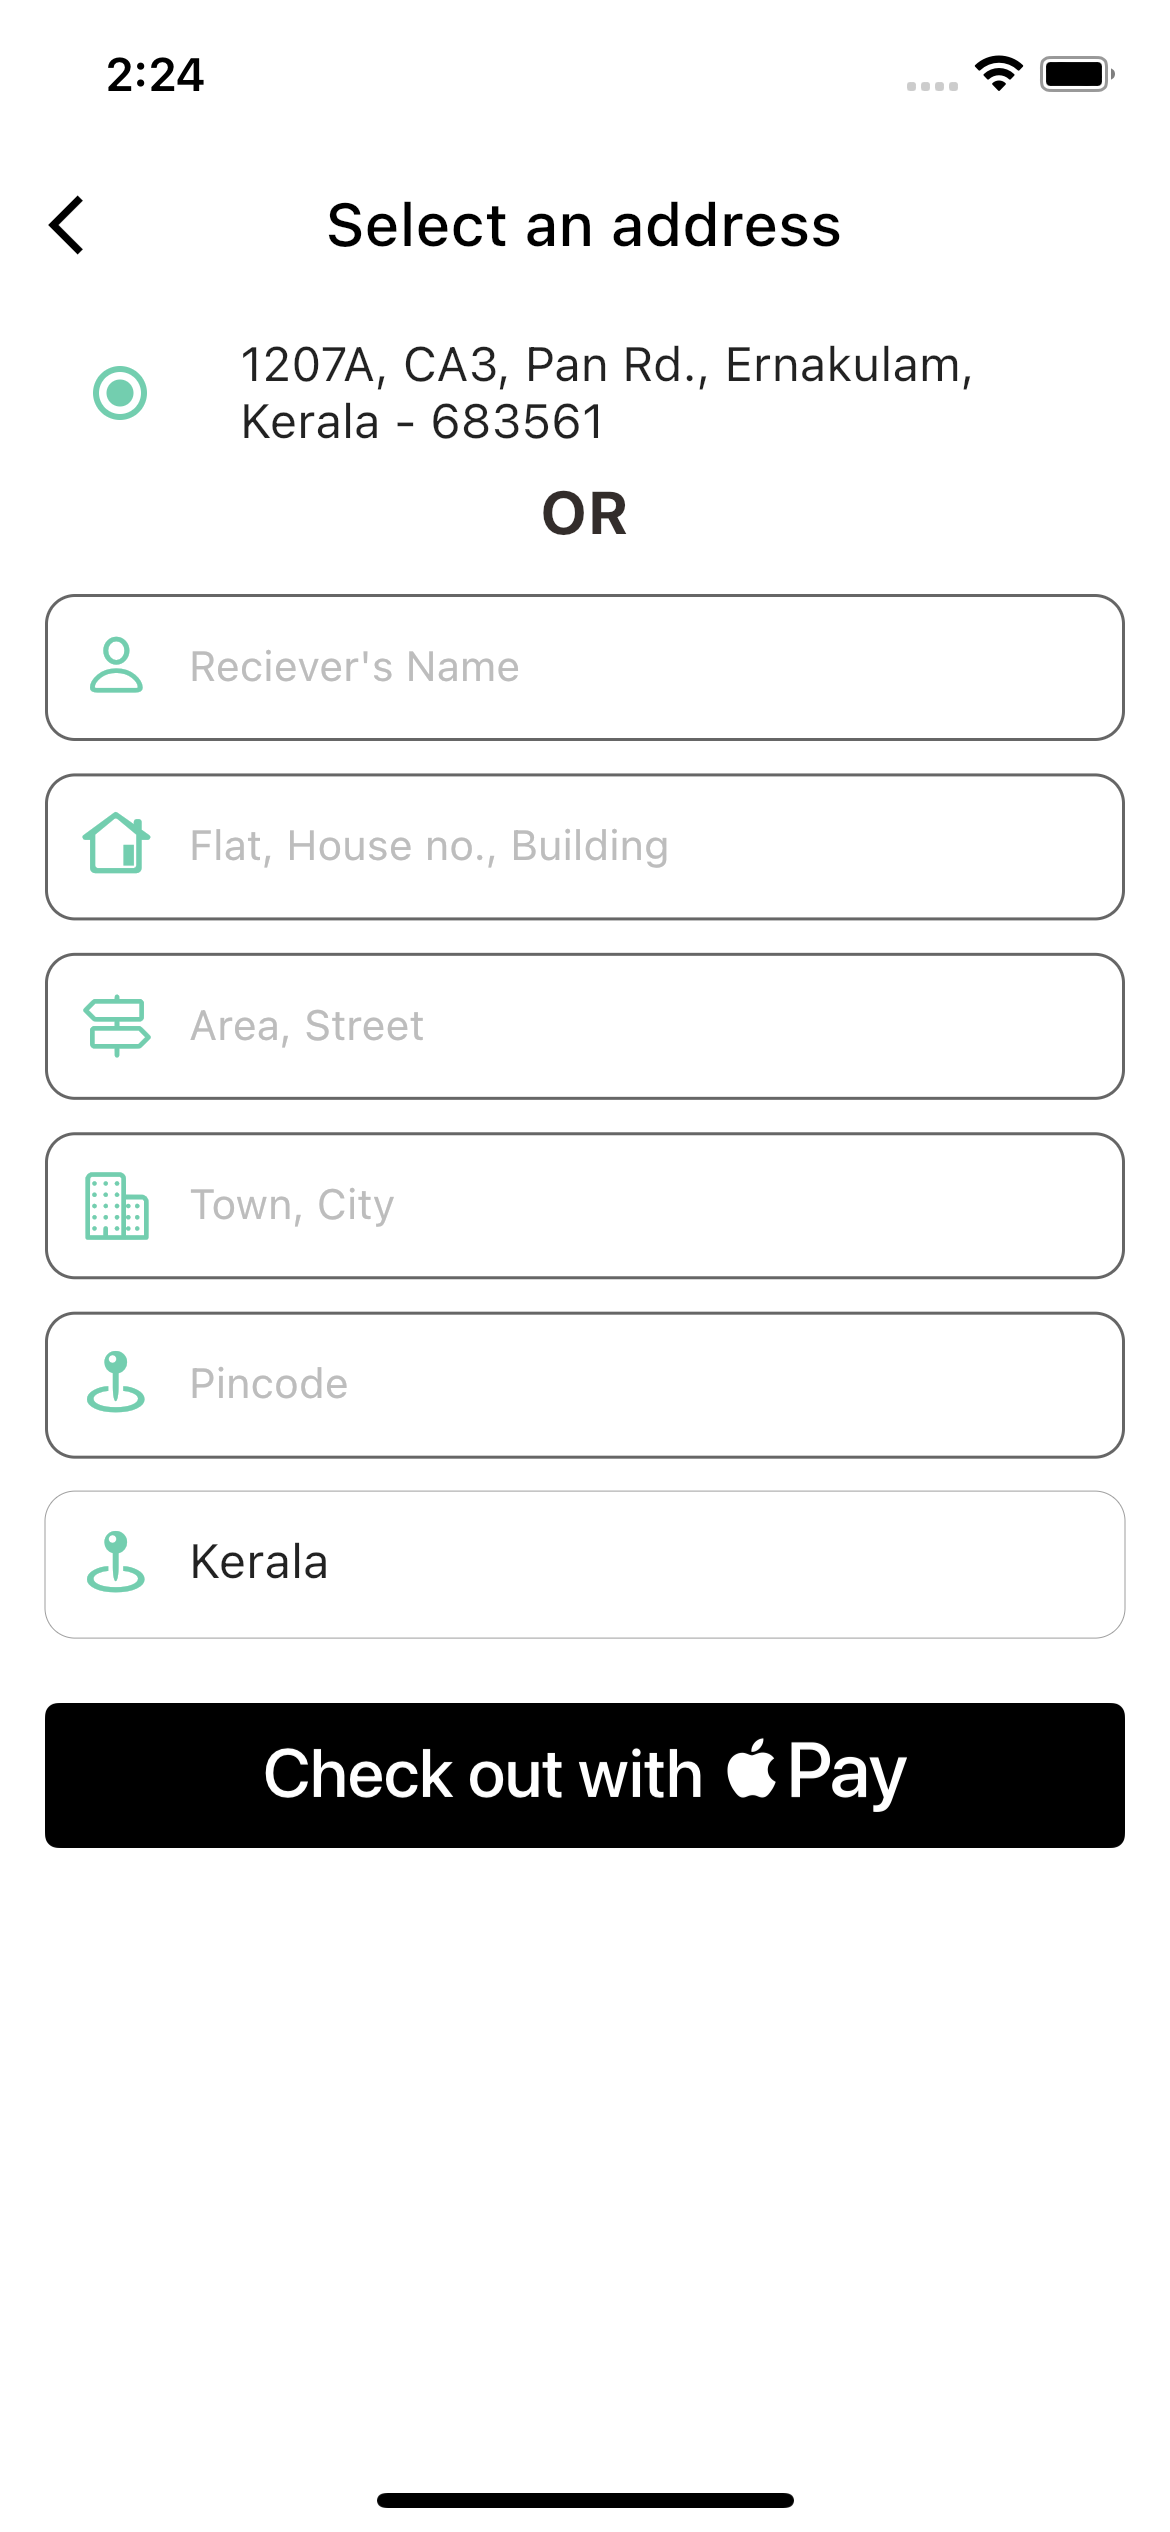 2:24
Select an address
1207A, CA3, Pan Rd., Ernakulam,
Kerala - 683561
OR
Reciever's Name
Flat, House no., Building
Area, Street
Town, City
Pincode
Kerala
Check out with Pay